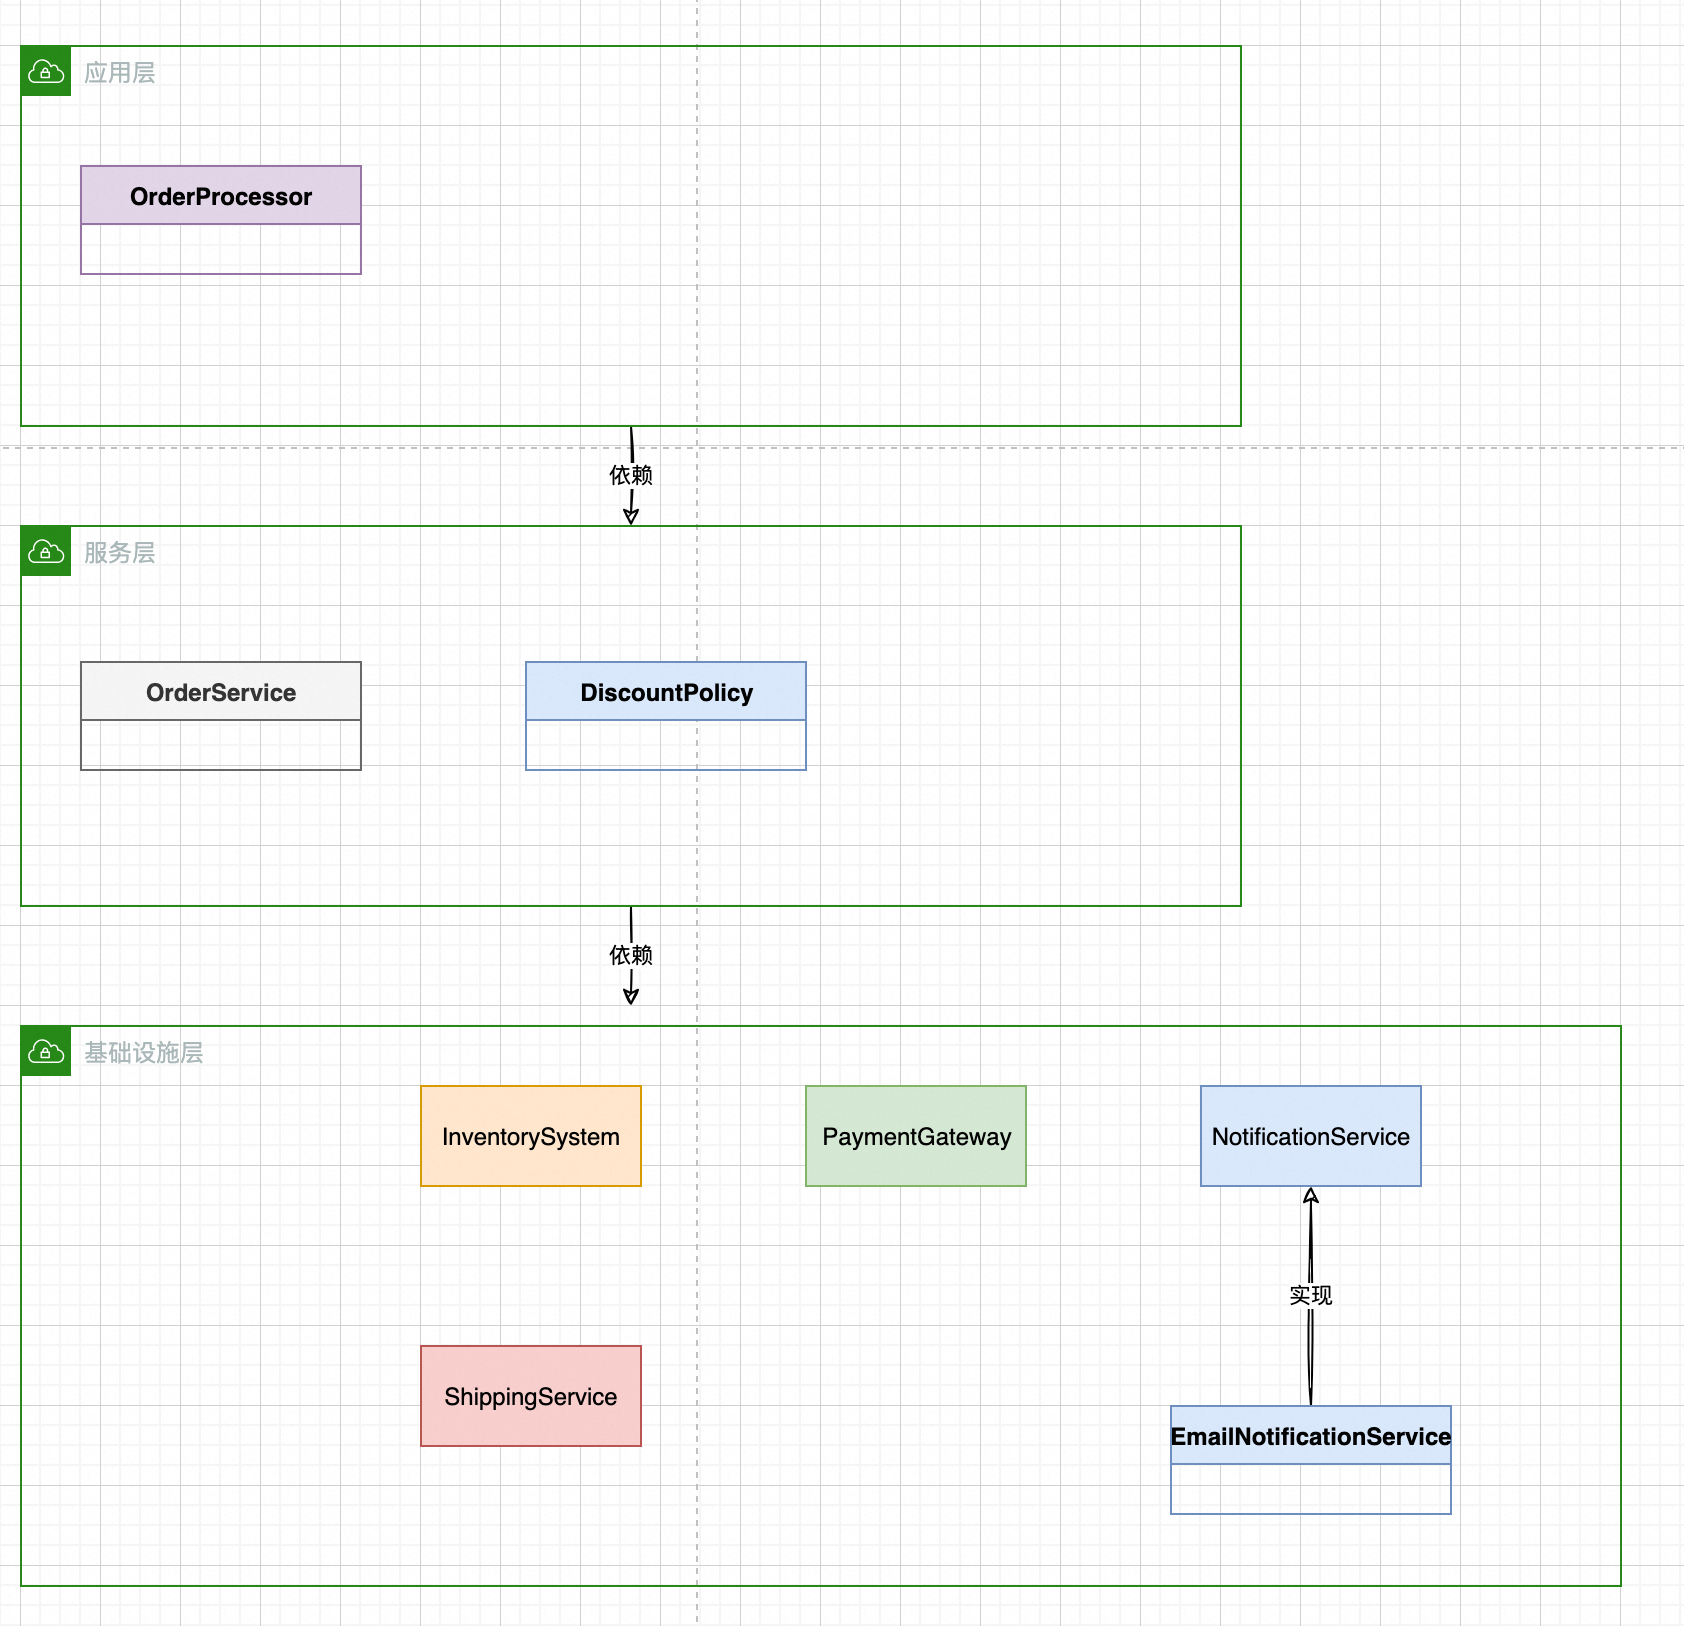 应用层
OrderProcessor
依赖
服务层
OrderService
DiscountPolicy
依赖
基础设施层
InventorySystem
PaymentGateway
NotificationService
实现
ShippingService
EmailNotificationService